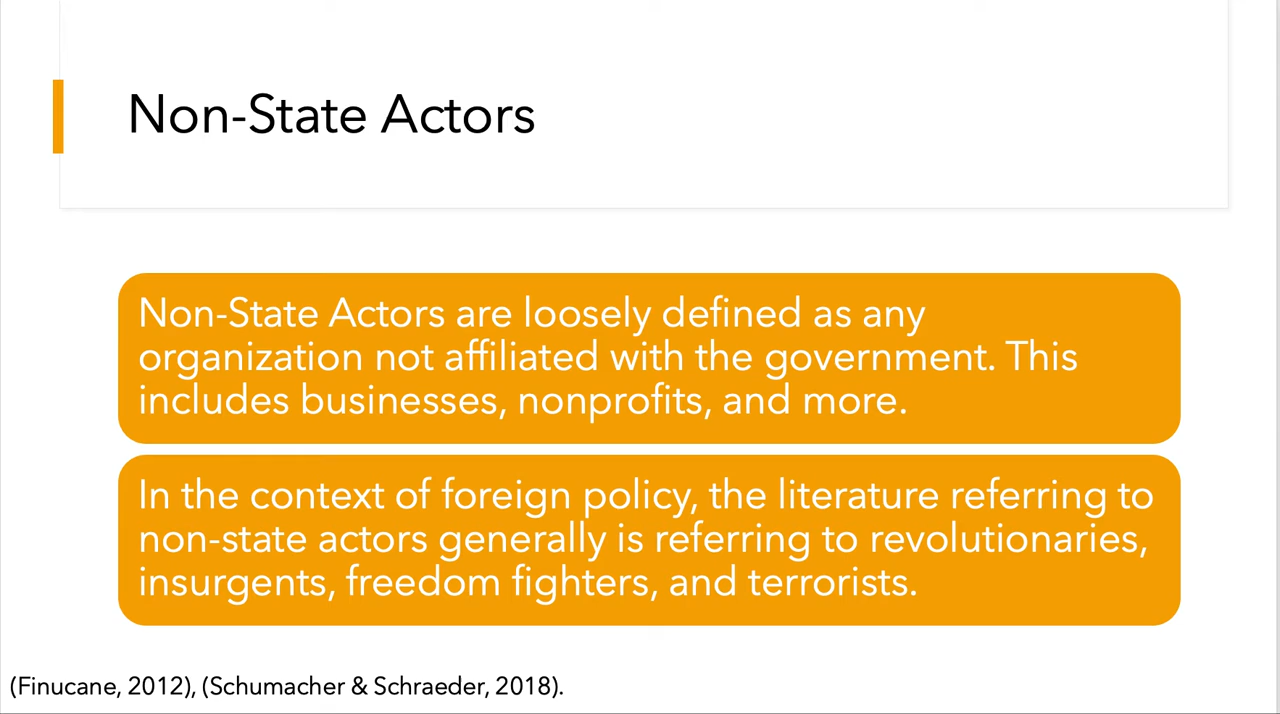 Non-State Actors
Non-State Actors are loosely defined as any
organization not affiliated with the government. This
includes businesses, nonprofits, and more.
In the context of foreign policy, the literature referring to
non-state actors generally is referring to revolutionaries,
insurgents, freedom fighters, and terrorists.
(Finucane, 2012), (Schumacher & Schraeder, 2018).